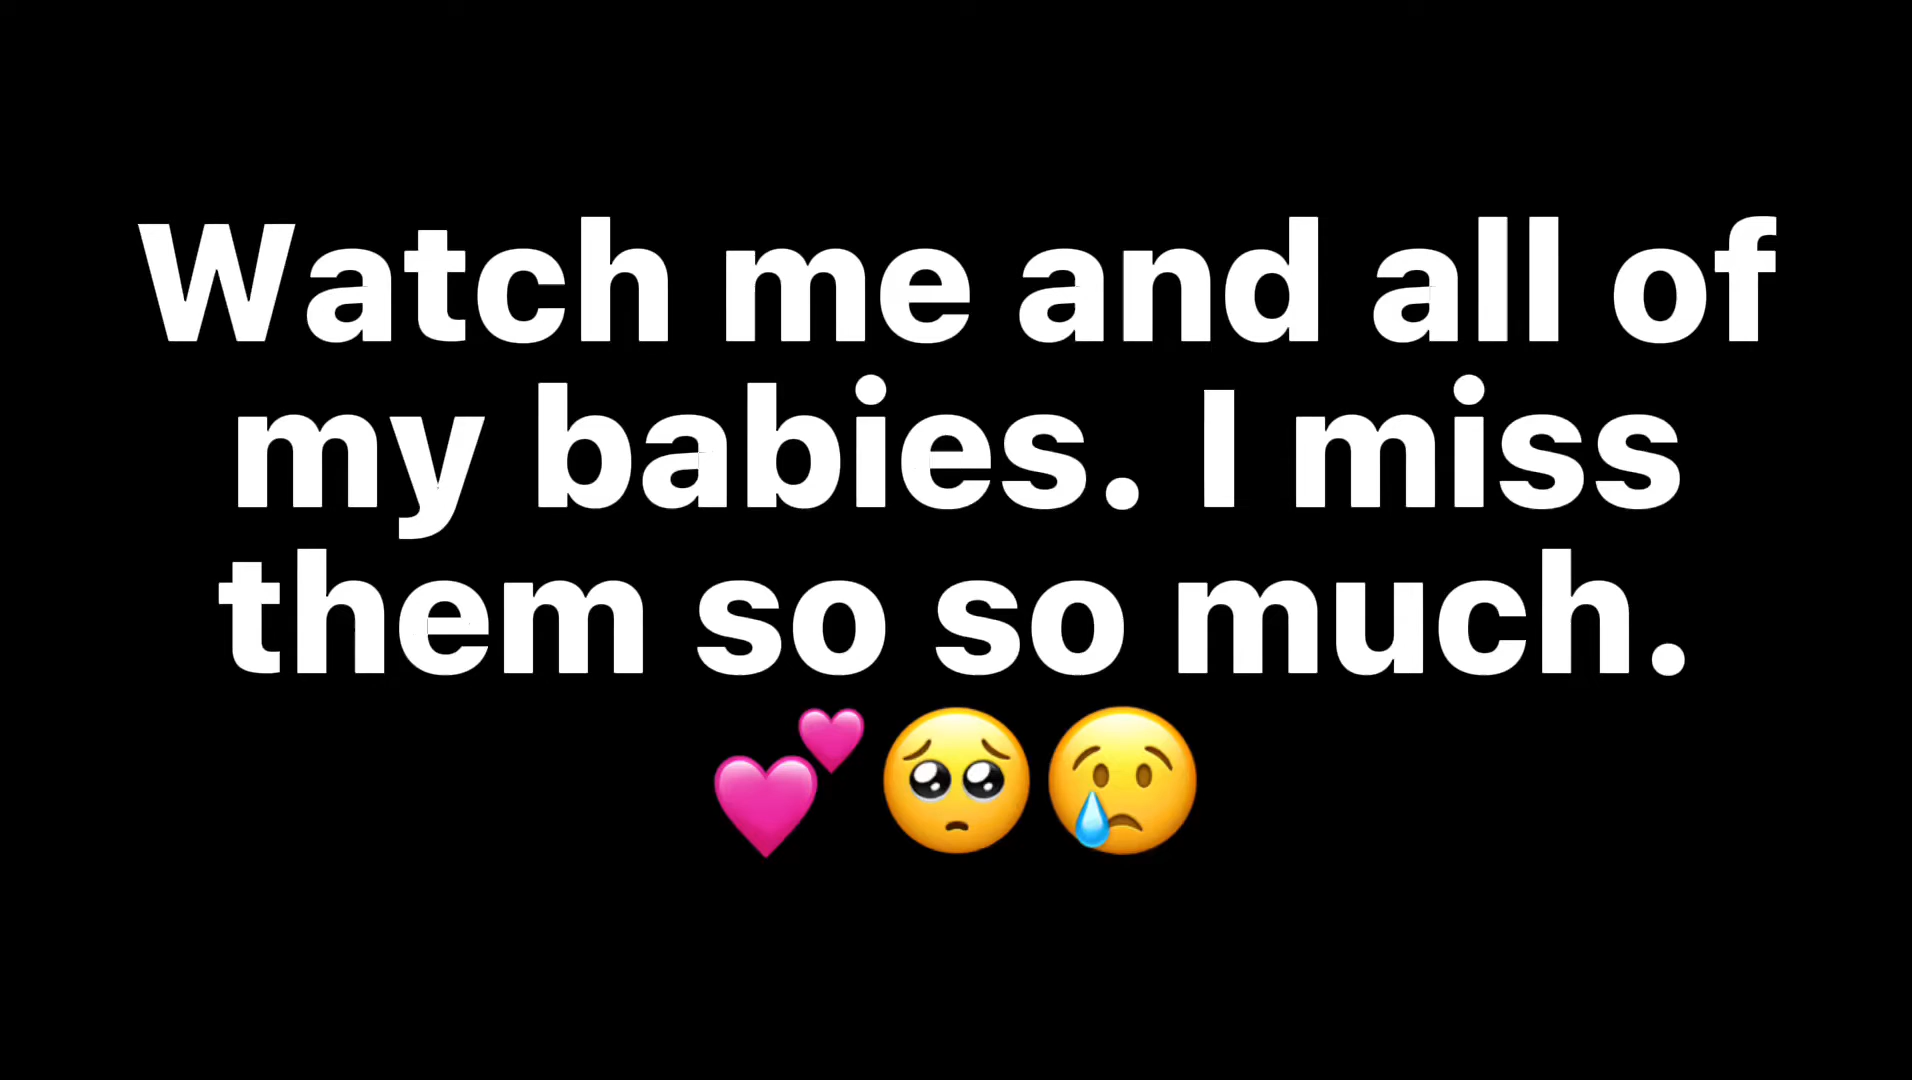 Watch me and all of
my babies. I miss
them so so much.
💕🥺😢